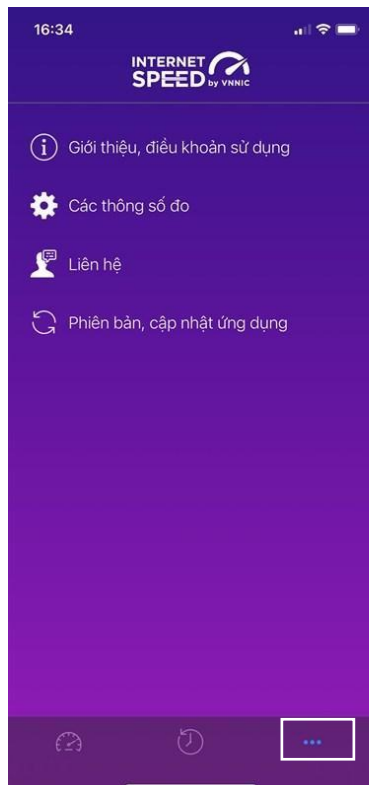 16:34
INTERNET
SPEED by VNNIC
Giới thiệu, điều khoản sử dụng
Các thông số đo
Liên hệ
Phiên bản, cập nhật ứng dụng